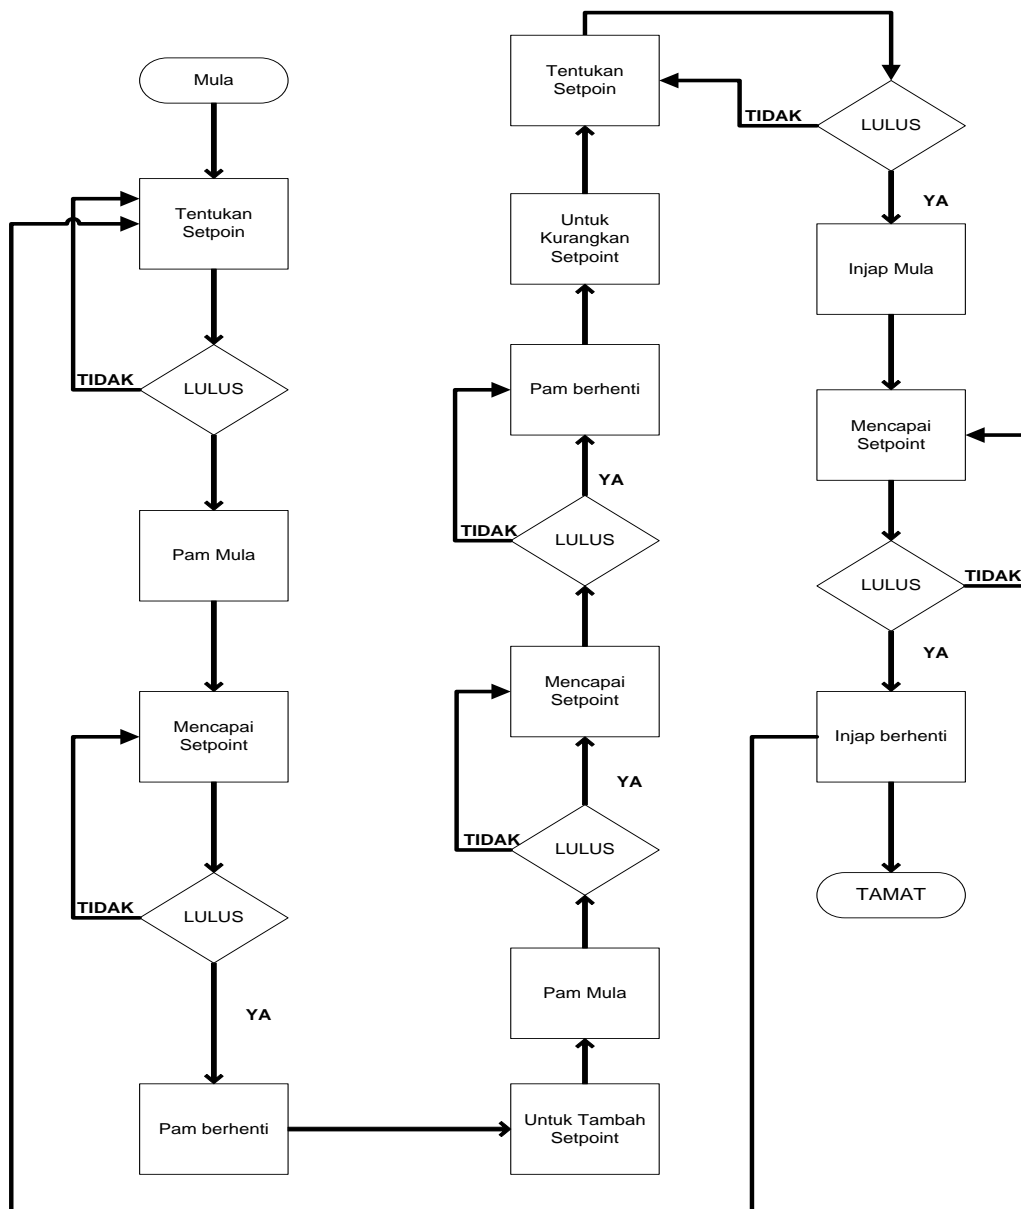 Mula
Tentukan
Setpoin
TIDAK
LULUS
Pam Mula
Mencapai
Setpoint
TIDAK
LULUS
YA
Pam berhenti
Untuk Tambah
Setpoint
Pam Mula
TIDAK
LULUS
YA
Mencapai
Setpoint
TIDAK
LULUS
YA
Pam berhenti
Untuk
Kurangkan
Setpoint
Tentukan
Setpoin
TIDAK
LULUS
YA
Injap Mula
Mencapai
Setpoint
LULUS
TIDAK
YA
Injap berhenti
TAMAT